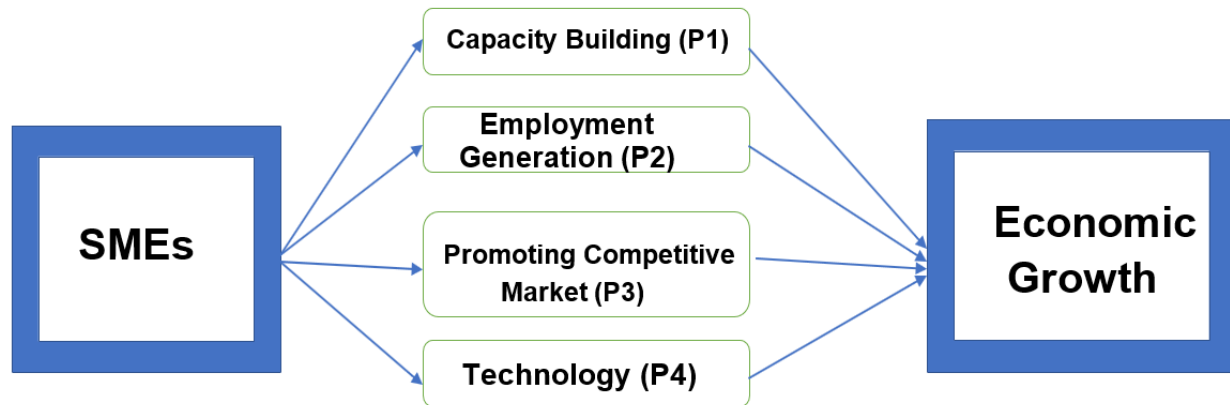 SMEs
Capacity Building (P1)
Employment
Generation (P2)
Promoting Competitive
Market (P3)
Technology (P4)
Economic
Growth